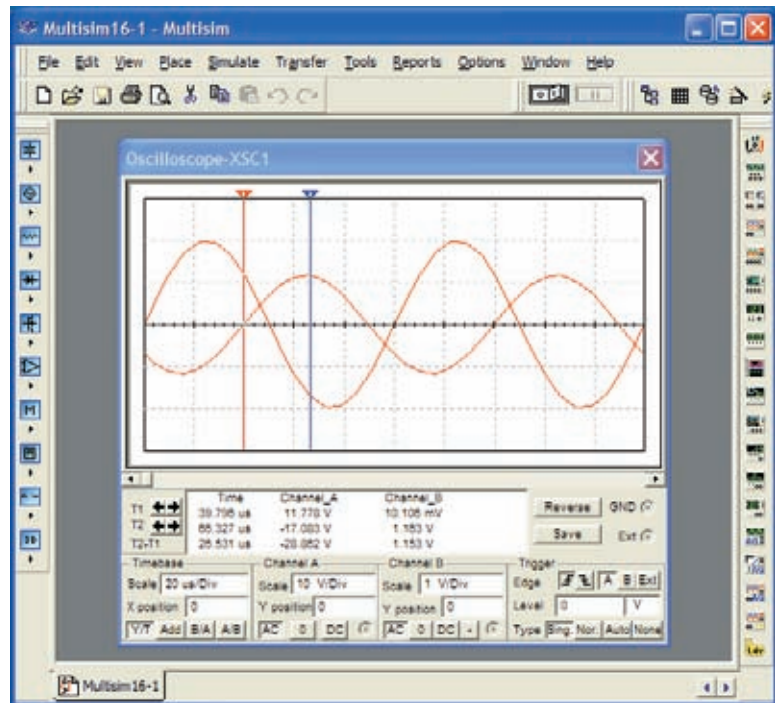 Multisim16-1 - Multisim
File Edit View Place Simulate Transfer Tools Reports Options Window Help
Oscilloscope-XSC1
Time Channel_A Channel_B
T1 39.796 us 11.778 V 10.106 mV
T2 66.327 us -17.083 V 1.163 V
T2-T1 26.531 us -28.862 V 1.153 V
Reverse GND
Save Ext
Timebase Channel A Channel B Trigger
Scale 20 us/Div Scale 10 V/Div Scale 1 V/Div Edge A B Ext
X position 0 Y position 0 Y position 0 Level 0 V
Y/T Add B/A A/B AC 0 DC AC 0 DC - Type Sing. Nor. Auto None
Multisim16-1